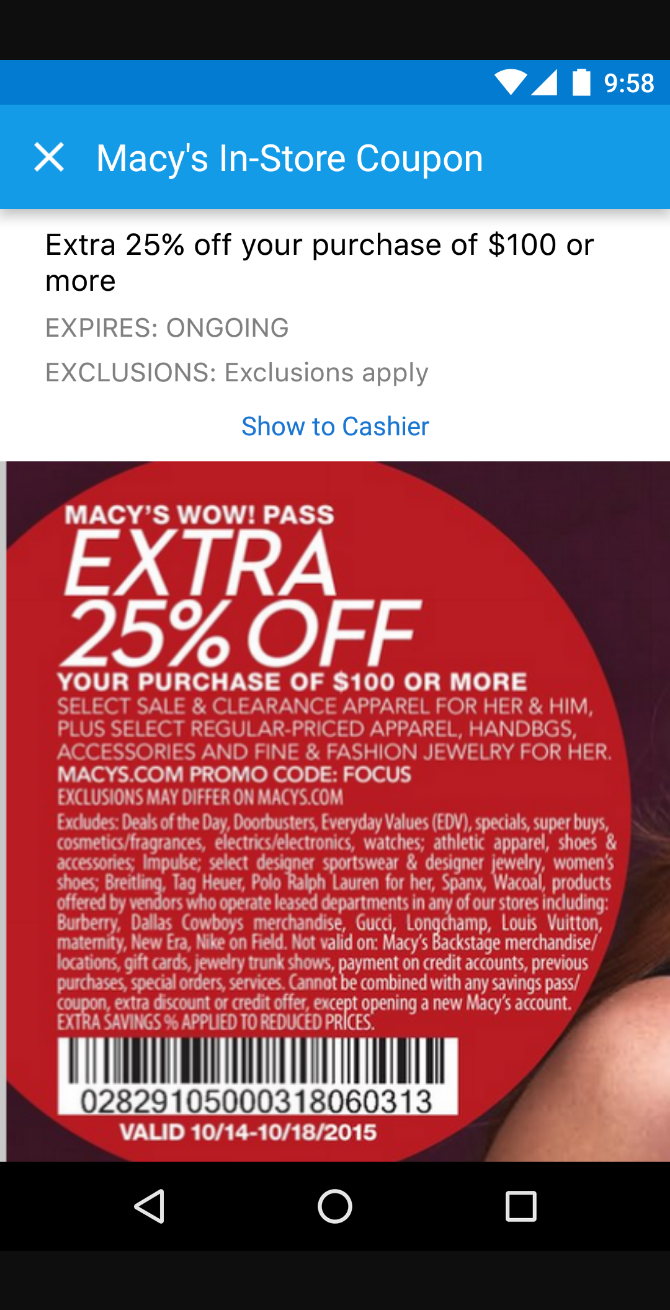 9:58
Macy's In-Store Coupon
Extra 25% off your purchase of $100 or
more
EXPIRES: ONGOING
EXCLUSIONS: Exclusions apply
Show to Cashier
MACY'S WOW! PASS
EXTRA
25% OFF
YOUR PURCHASE OF $100 OR MORE
SELECT SALE & CLEARANCE APPAREL FOR HER & HIM,
PLUS SELECT REGULAR-PRICED APPAREL, HANDBGS,
ACCESSORIES AND FINE & FASHION JEWELRY FOR HER.
MACYS.COM PROMO CODE: FOCUS
EXCLUSIONS MAY DIFFER ON MACYS.COM
Excludes: Deals of the Day, Doorbusters, Everyday Values (EDV), specials, super buys,
cosmetics/fragrances, electrics/electronics, watches; athletic apparel, shoes &
accessories; Impulse; select designer sportswear & designer jewelry, women's
shoes; Breitling, Tag Heuer, Polo Ralph Lauren for her, Spanx, Wacoal, products
offered by vendors who operate leased departments in any of our stores including:
Burberry, Dallas Cowboys merchandise, Gucci, Longchamp, Louis Vuitton,
maternity, New Era, Nike on Field. Not valid on: Macy's Backstage merchandise/
locations, gift cards, jewelry trunk shows, payment on credit accounts, previous
purchases, special orders, services. Cannot be combined with any savings pass/
coupon, extra discount or credit offer, except opening a new Macy's account.
EXTRA SAVINGS % APPLIED TO REDUCED PRICES.
02829105000318060313
VALID 10/14-10/18/2015